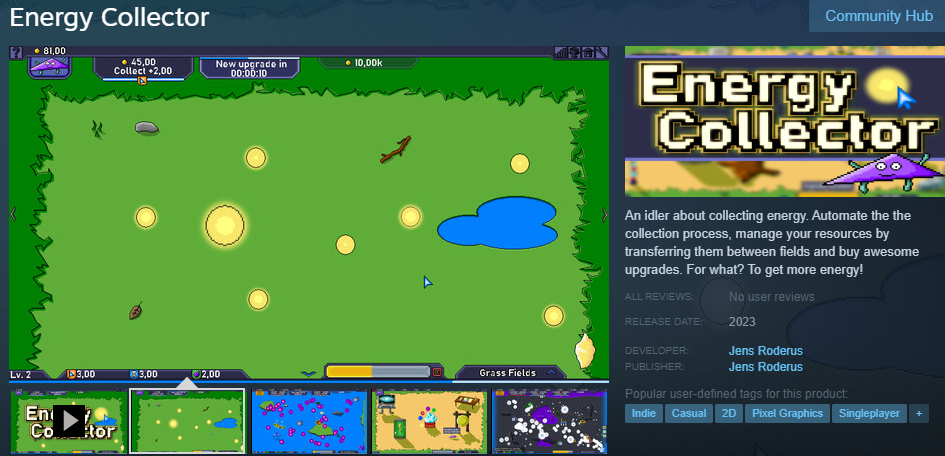 Energy Collector
Community Hub
?
81,00
45,00
Collect +2,00
New upgrade in
00:00:10
10,00k
Lv. 2
3,00
3,00
2,00
Grass Fields
Energy
Collector
Energy
Collector
An idler about collecting energy. Automate the the
collection process, manage your resources by
transferring them between fields and buy awesome
upgrades. For what? To get more energy!
ALL REVIEWS: No user reviews
RELEASE DATE: 2023
DEVELOPER: Jens Roderus
PUBLISHER: Jens Roderus
Popular user-defined tags for this product:
Indie Casual 2D Pixel Graphics Singleplayer +